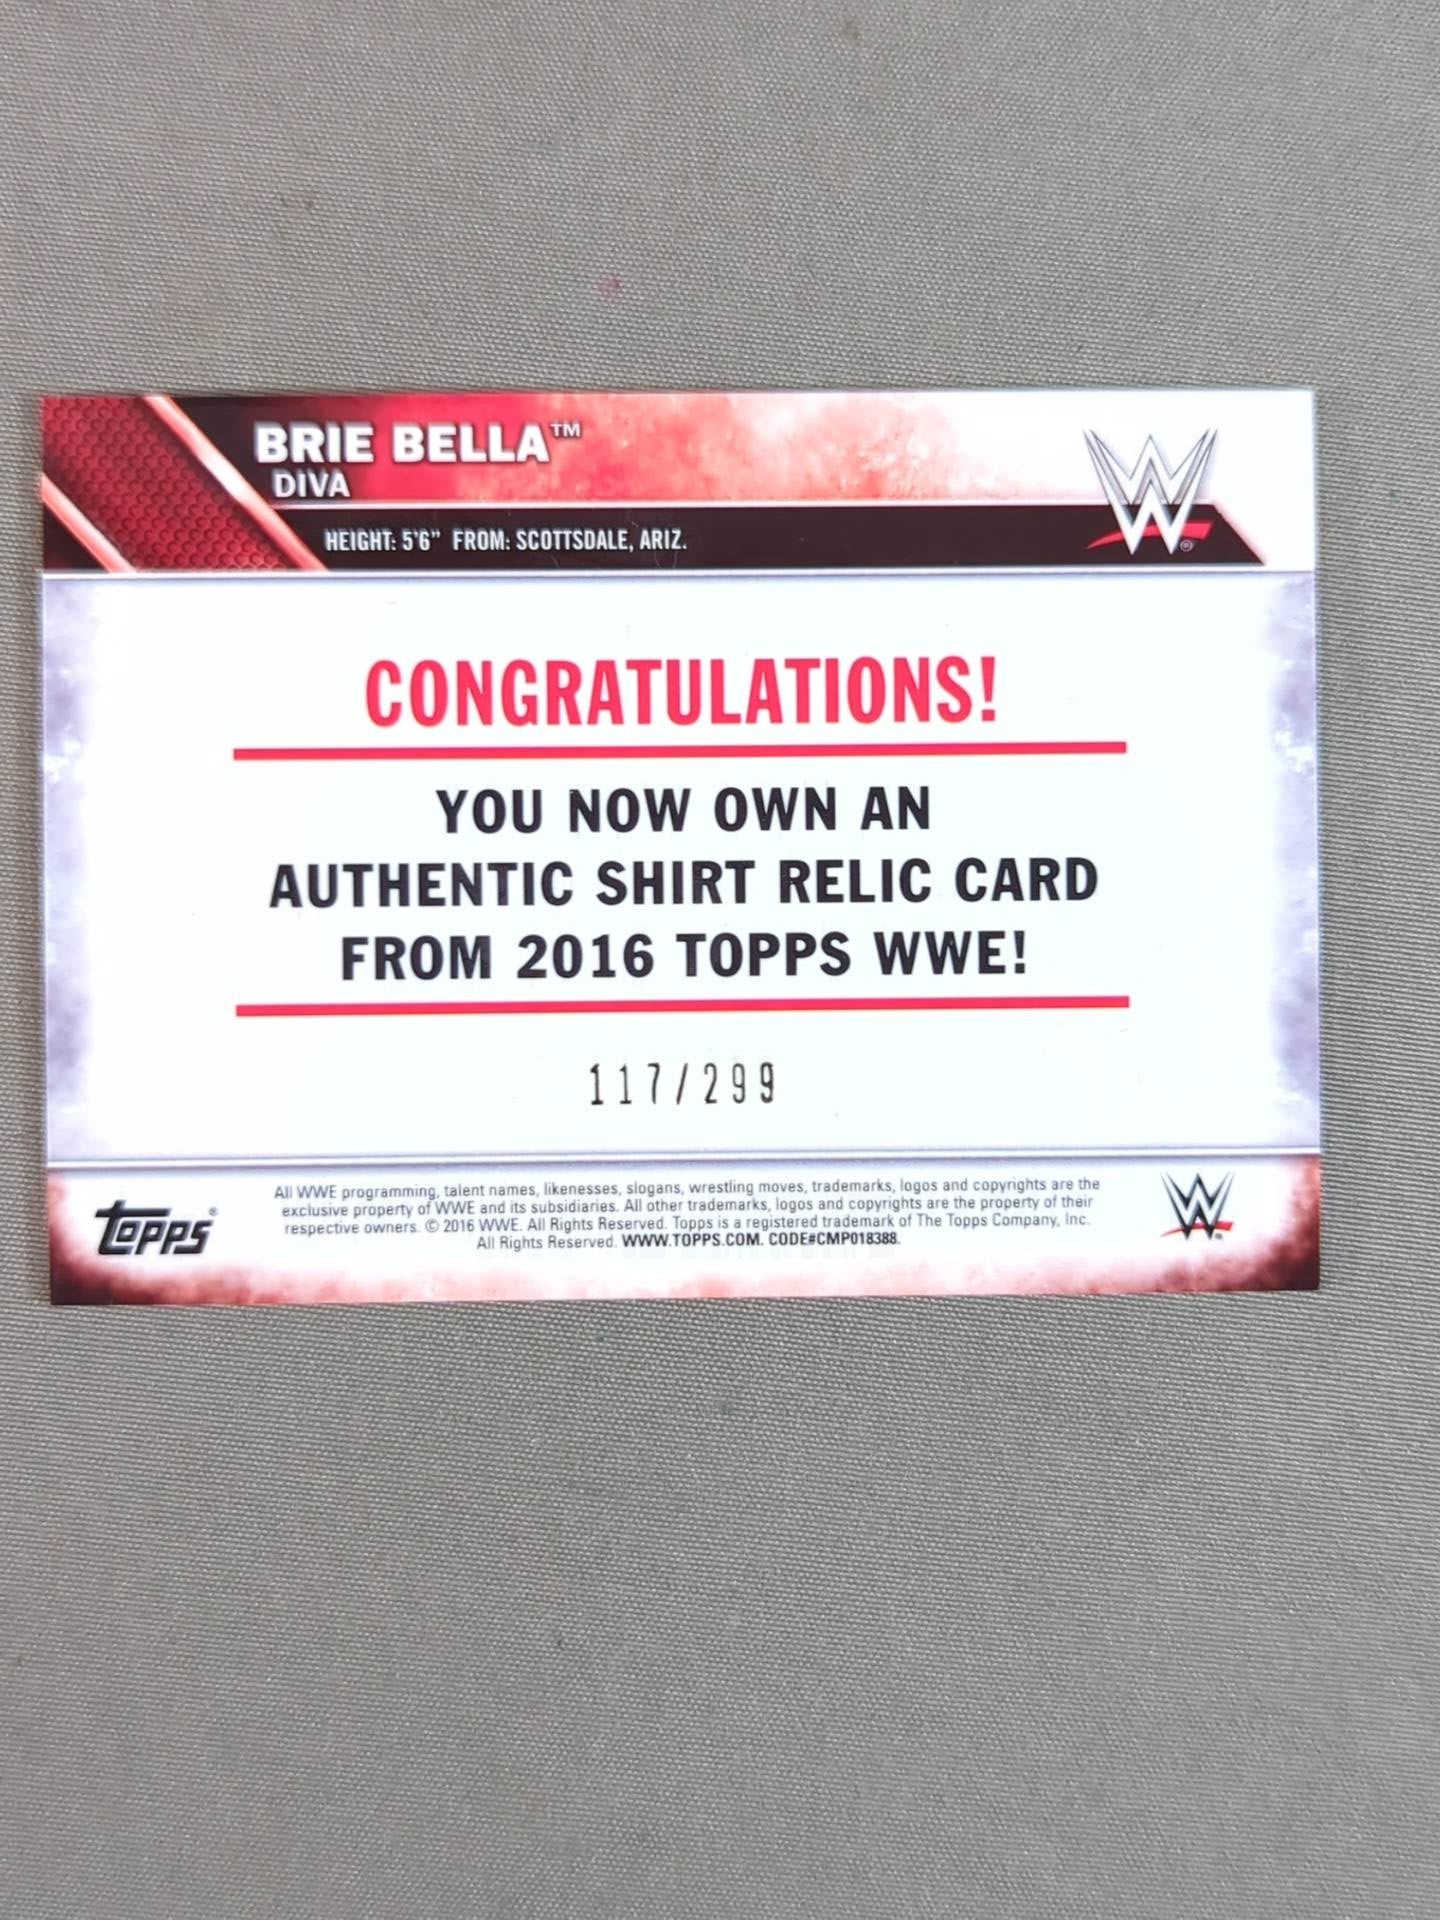 BRIE BELLA™
DIVA
HEIGHT: 5'6" FROM: SCOTTSDALE, ARIZ.
W
®
CONGRATULATIONS!
YOU NOW OWN AN
AUTHENTIC SHIRT RELIC CARD
FROM 2016 TOPPS WWE!
117/299
All WWE programming, talent names, likenesses, slogans, wrestling moves, trademarks, logos and copyrights are the
exclusive property of WWE and its subsidiaries. All other trademarks, logos and copyrights are the property of their
respective owners. © 2016 WWE. All Rights Reserved. Topps is a registered trademark of The Topps Company, Inc.
All Rights Reserved. WWW.TOPPS.COM. CODE#CMP018388.
Topps®
W